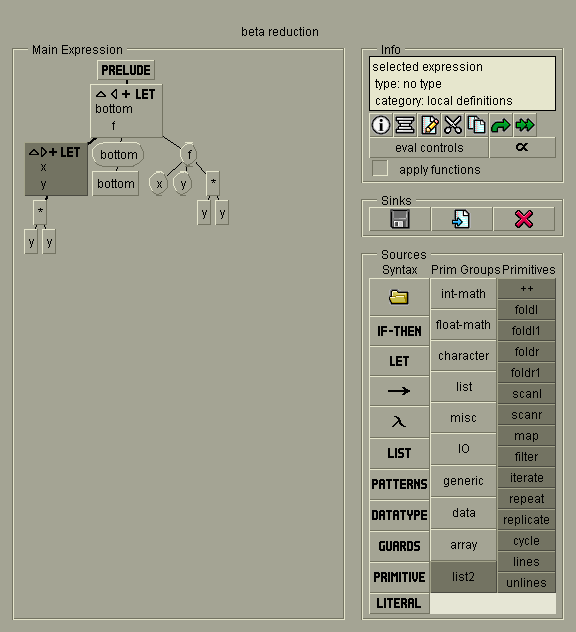 beta reduction
Main Expression
PRELUDE
LET
bottom
f
LET
x
y
bottom
f
bottom
x
y
*
*
y
y
y
y
Info
selected expression
type: no type
category: local definitions
eval controls
∝
apply functions
Sinks
Sources
Syntax
Prim Groups
Primitives
IF-THEN
LET
→
λ
LIST
PATTERNS
DATATYPE
GUARDS
PRIMITIVE
LITERAL
int-math
float-math
character
list
misc
IO
generic
data
array
list2
++
foldl
foldl1
foldr
foldr1
scanl
scanr
map
filter
iterate
repeat
replicate
cycle
lines
unlines